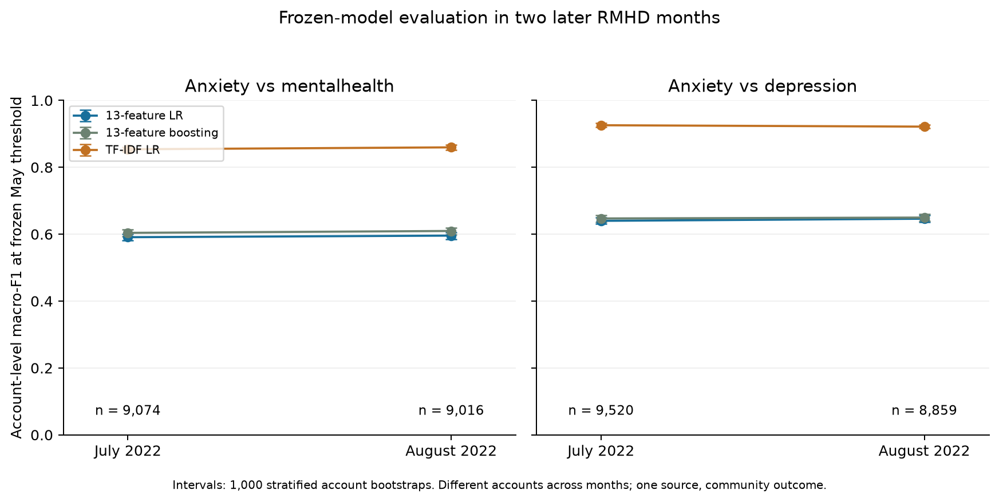 Frozen-model evaluation in two later RMHD months
Anxiety vs mentalhealth
Anxiety vs depression
Account-level macro-F1 at frozen May threshold
1.0
0.8
0.6
0.4
0.2
0.0
13-feature LR
13-feature boosting
TF-IDF LR
n = 9,074
n = 9,016
n = 9,520
n = 8,859
July 2022
August 2022
July 2022
August 2022
Intervals: 1,000 stratified account bootstraps. Different accounts across months; one source, community outcome.